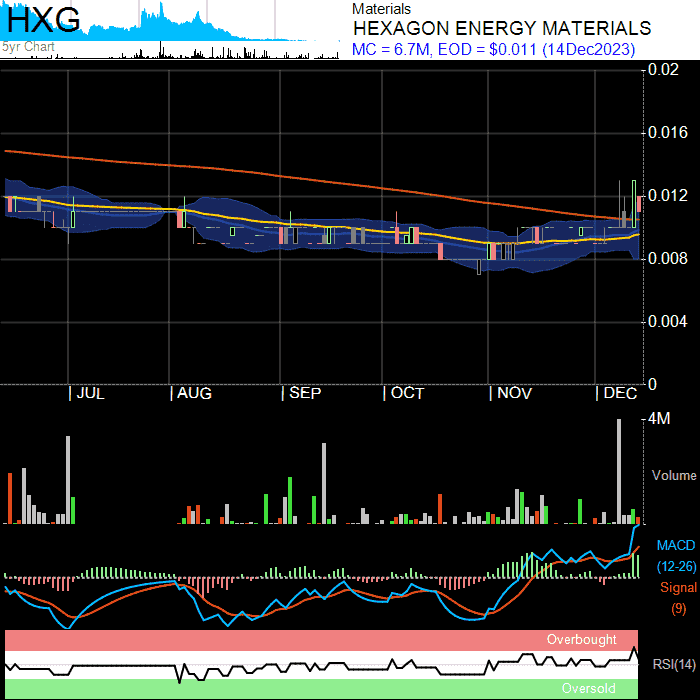 HXG
5yr Chart
Materials
HEXAGON ENERGY MATERIALS
MC = 6.7M, EOD = $0.011 (14Dec2023)
0.02
0.016
0.012
0.008
0.004
0
| JUL | AUG | SEP | OCT | NOV | DEC
4M
Volume
MACD
(12-26)
Signal
(9)
Overbought
RSI(14)
Oversold